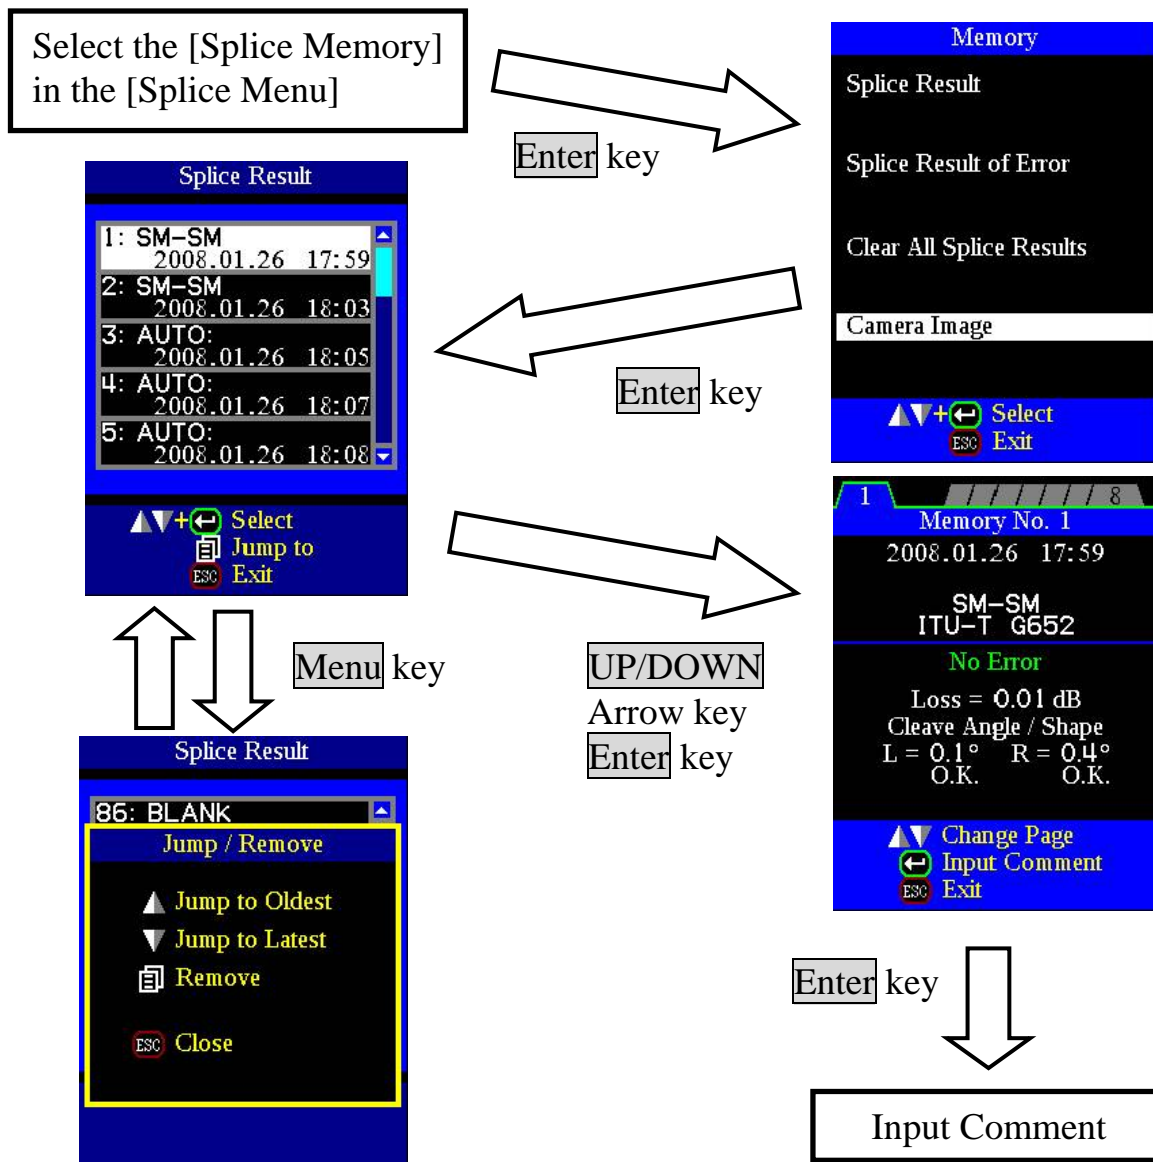 Select the [Splice Memory]
in the [Splice Menu]
Enter key
Memory
Splice Result
Splice Result of Error
Clear All Splice Results
Camera Image
+ Select
ESC Exit
Enter key
Splice Result
1: SM-SM
2008.01.26 17:59
2: SM-SM
2008.01.26 18:03
3: AUTO:
2008.01.26 18:05
4: AUTO:
2008.01.26 18:07
5: AUTO:
2008.01.26 18:08
+ Select
Jump to
ESC Exit
UP/DOWN
Arrow key
Enter key
1 8
Memory No. 1
2008.01.26 17:59
SM-SM
ITU-T G652
No Error
Loss = 0.01 dB
Cleave Angle / Shape
L = 0.1° R = 0.4°
O.K. O.K.
Change Page
Input Comment
ESC Exit
Menu key
Splice Result
86: BLANK
Jump / Remove
Jump to Oldest
Jump to Latest
Remove
ESC Close
Enter key
Input Comment